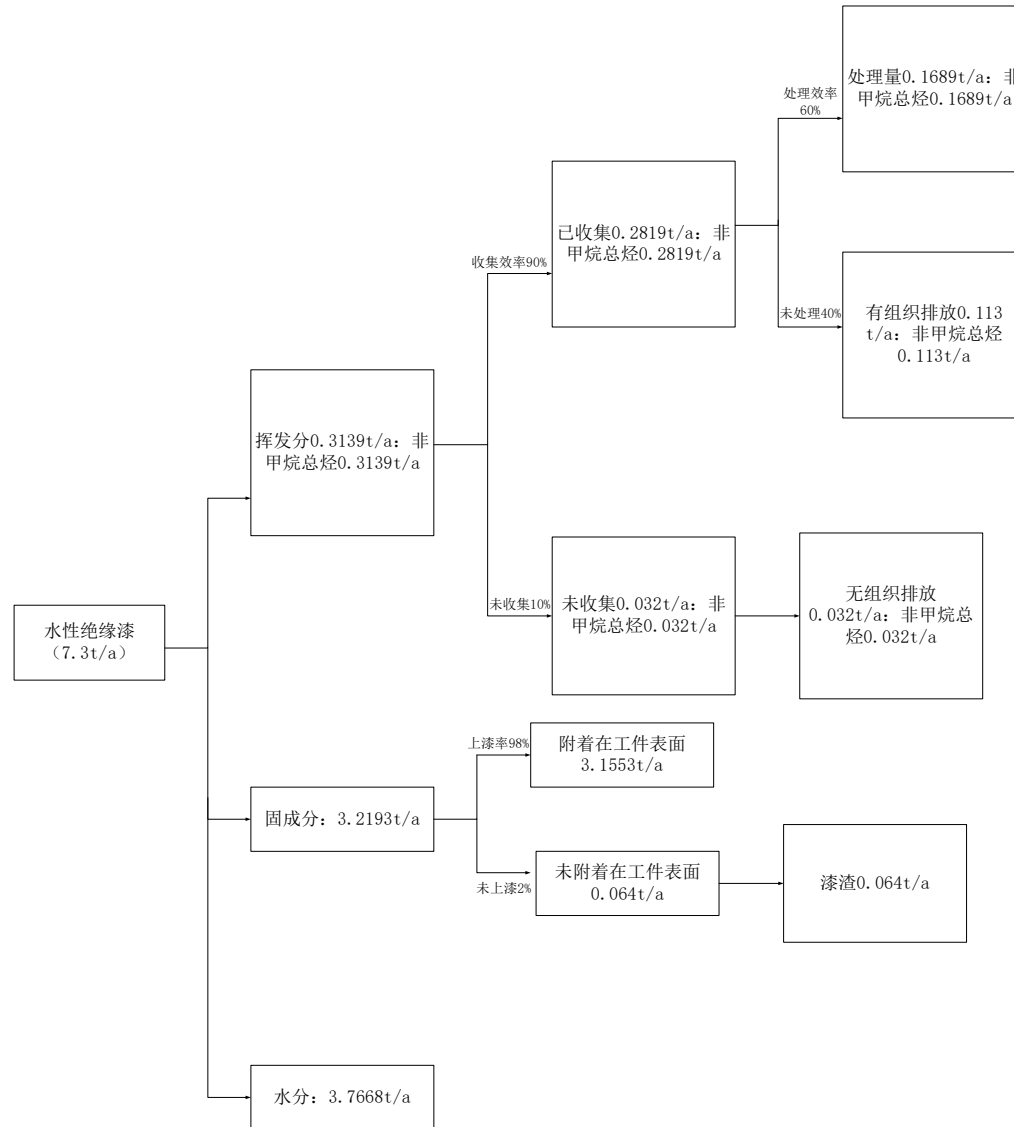 处理效率
60%
处理量0.1689t/a：非
甲烷总烃0.1689t/a
收集效率90%
已收集0.2819t/a：非
甲烷总烃0.2819t/a
未处理40%
有组织排放0.113
t/a：非甲烷总烃
0.113t/a
挥发分0.3139t/a：非
甲烷总烃0.3139t/a
未收集10%
未收集0.032t/a：非
甲烷总烃0.032t/a
无组织排放
0.032t/a：非甲烷总
烃0.032t/a
水性绝缘漆
（7.3t/a）
上漆率98%
附着在工件表面
3.1553t/a
固成分：3.2193t/a
未上漆2%
未附着在工件表面
0.064t/a
漆渣0.064t/a
水分：3.7668t/a